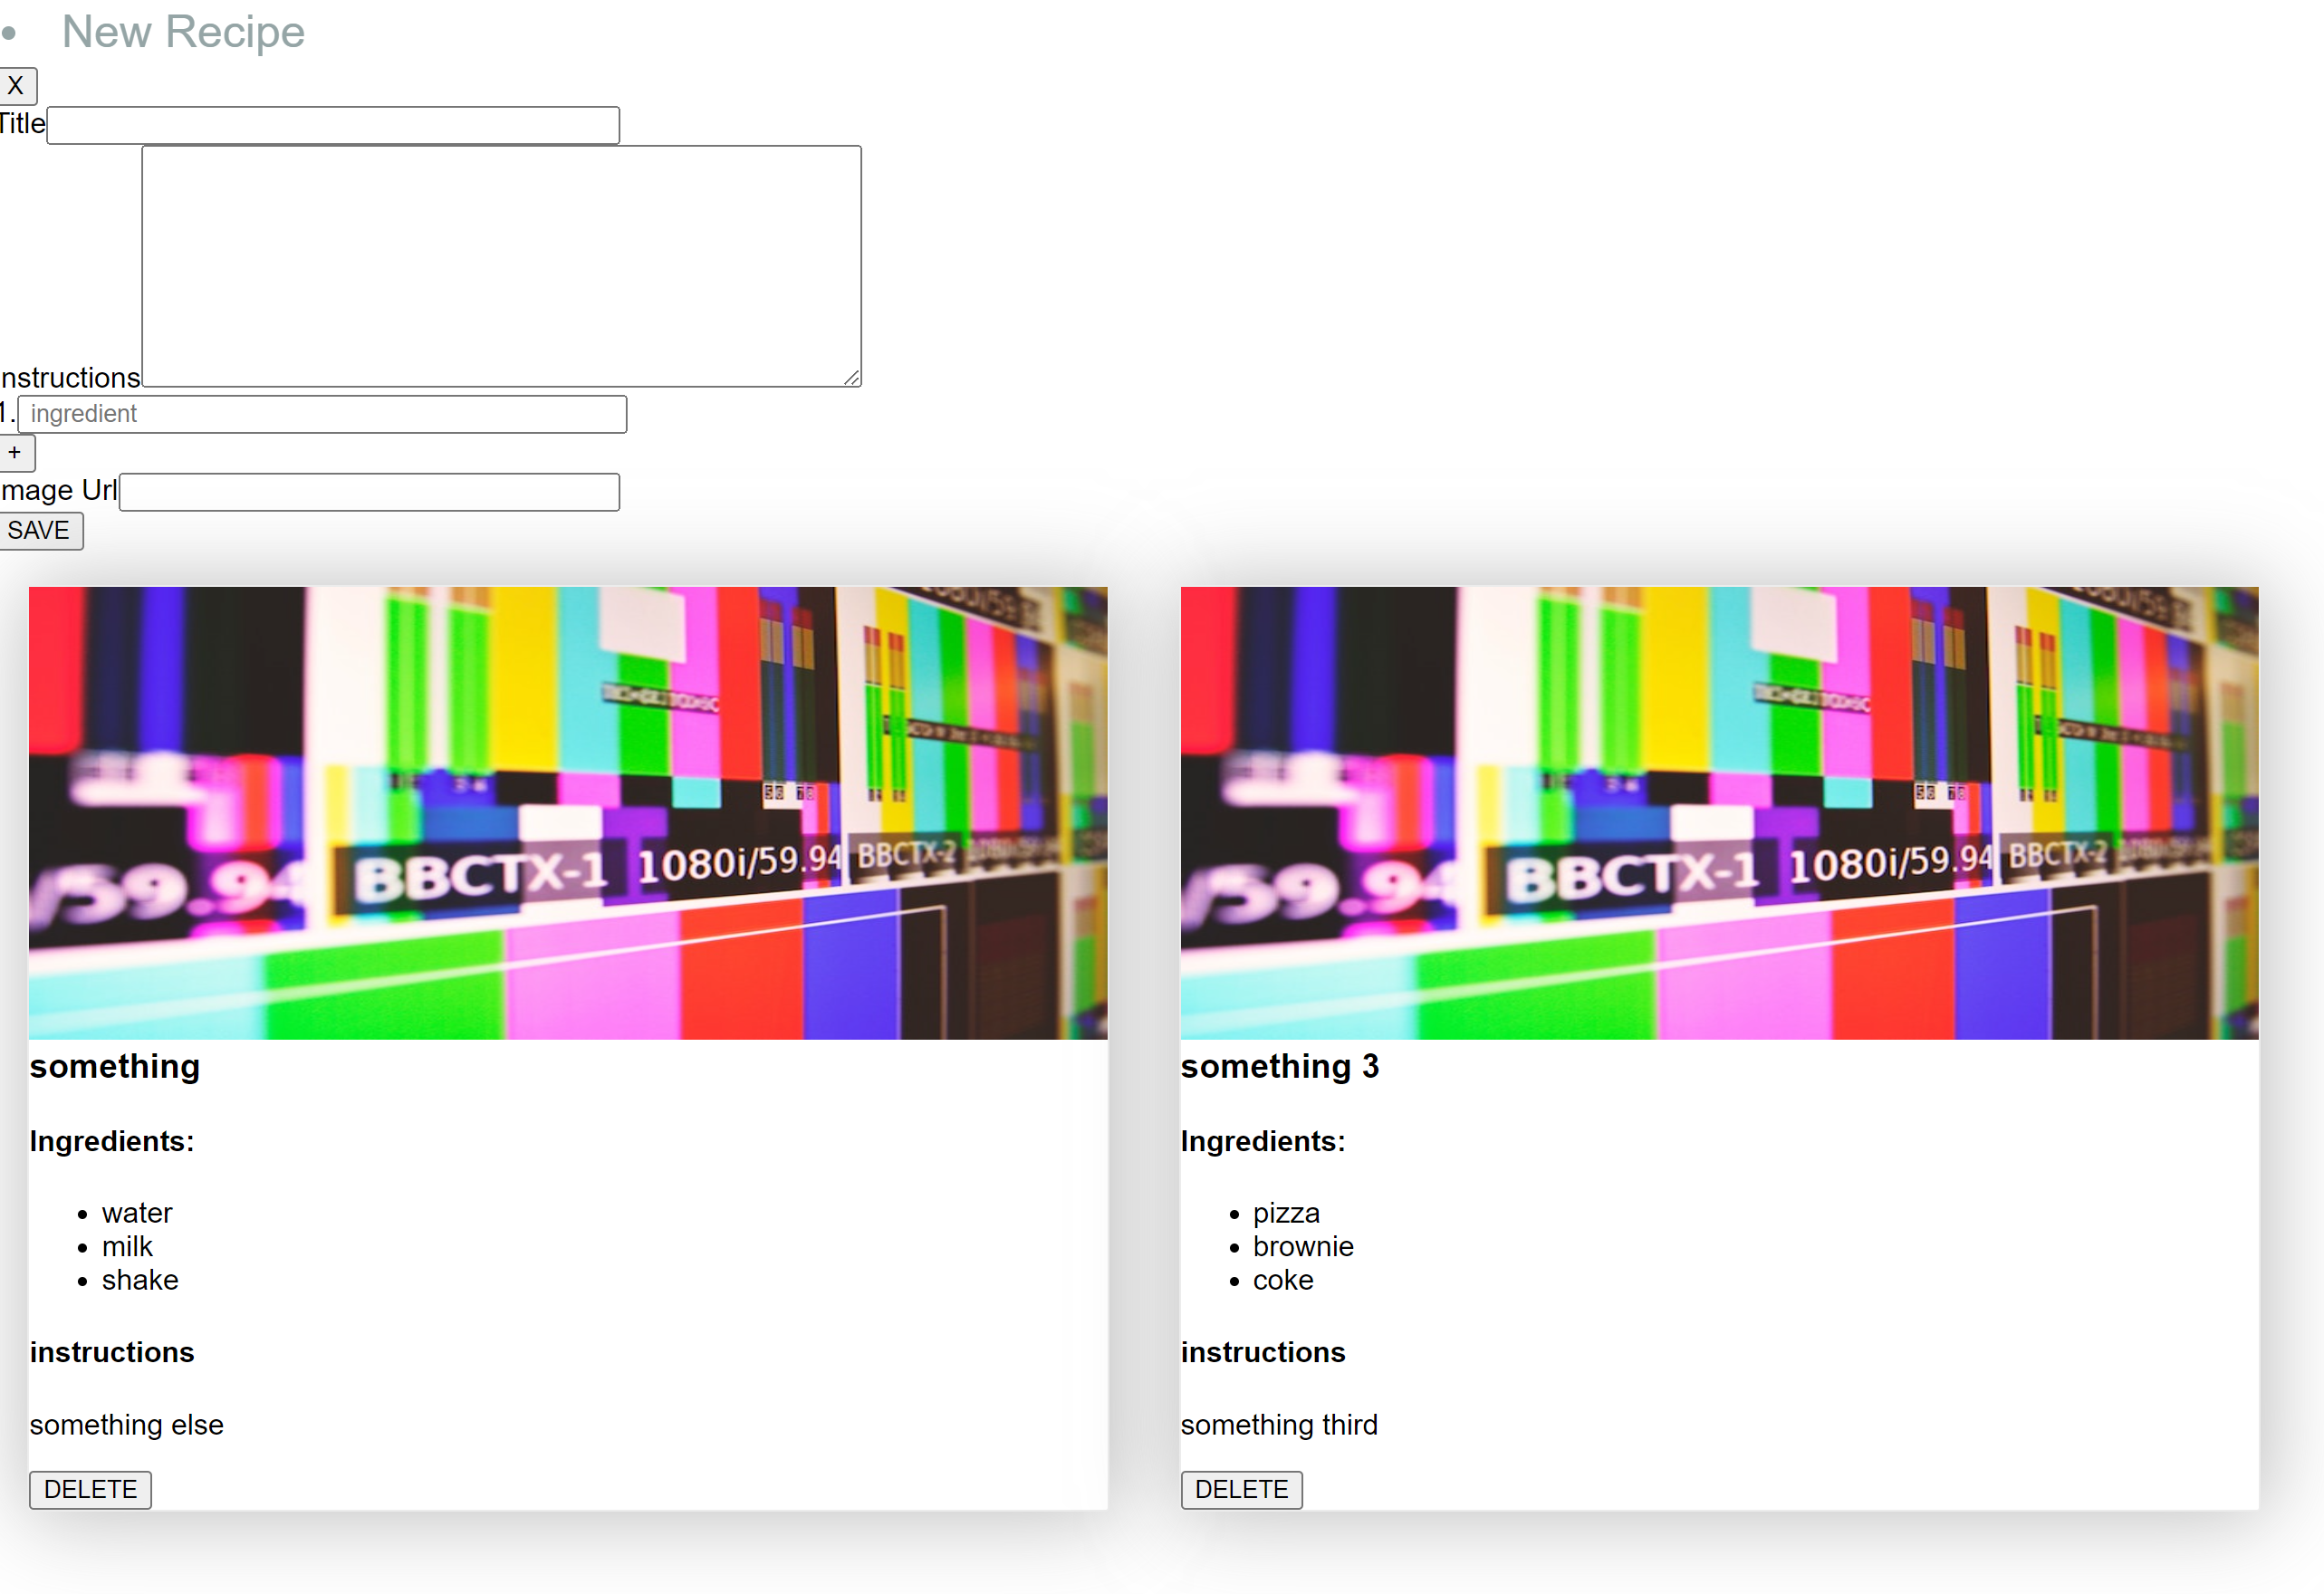 New Recipe
X
Title
nstructions
1. ingredient
+
mage Url
SAVE
/59.94 BBCTX-1 1080i/59.94 BBCTX-2
something
Ingredients:
water
milk
shake
instructions
something else
DELETE
/59.94 BBCTX-1 1080i/59.94 BBCTX-2
something 3
Ingredients:
pizza
brownie
coke
instructions
something third
DELETE